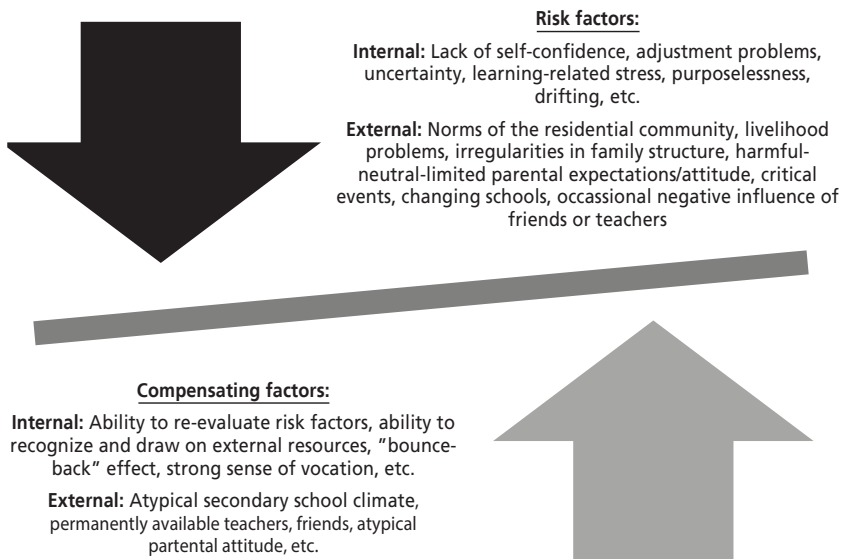 Risk factors:
Internal: Lack of self-confidence, adjustment problems,
uncertainty, learning-related stress, purposelessness,
drifting, etc.
External: Norms of the residential community, livelihood
problems, irregularities in family structure, harmful-
neutral-limited parental expectations/attitude, critical
events, changing schools, occassional negative influence of
friends or teachers
Compensating factors:
Internal: Ability to re-evaluate risk factors, ability to
recognize and draw on external resources, "bounce-
back" effect, strong sense of vocation, etc.
External: Atypical secondary school climate,
permanently available teachers, friends, atypical
partental attitude, etc.